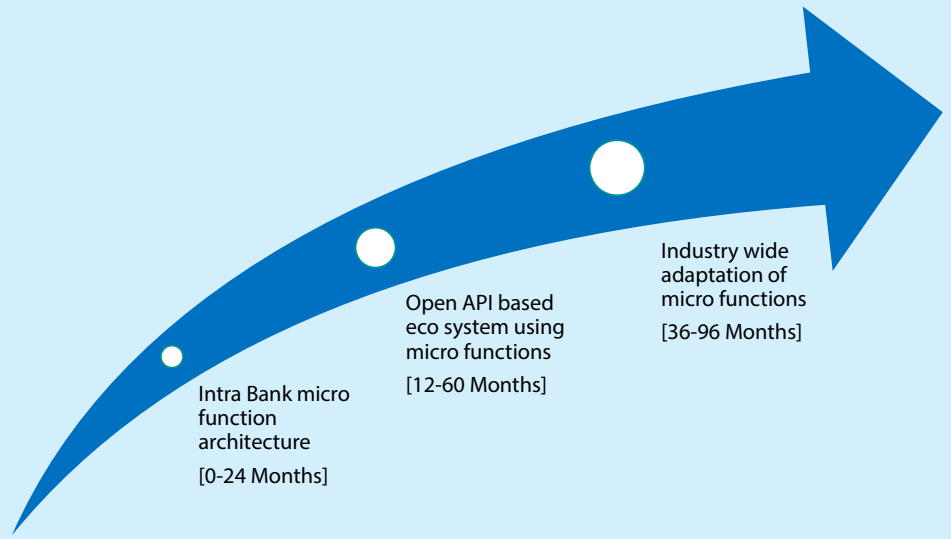 Intra Bank micro
function
architecture
[0-24 Months]
Open API based
eco system using
micro functions
[12-60 Months]
Industry wide
adaptation of
micro functions
[36-96 Months]